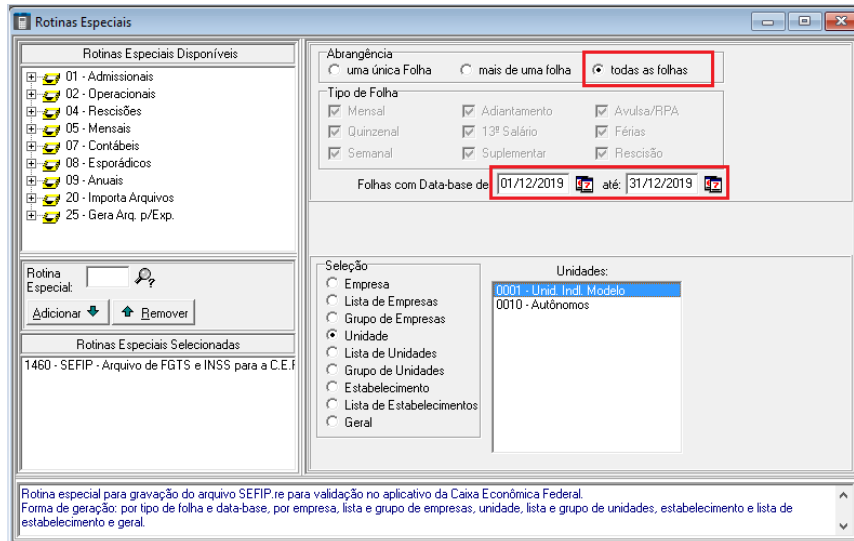 Rotinas Especiais
Rotinas Especiais Disponíveis
01 - Admissionais
02 - Operacionais
04 - Rescisões
05 - Mensais
07 - Contábeis
08 - Esporádicos
09 - Anuais
20 - Importa Arquivos
25 - Gera Arq. p/Exp.
Abrangência
uma única Folha mais de uma folha todas as folhas
Tipo de Folha
Mensal Adiantamento Avulsa/RPA
Quinzenal 13º Salário Férias
Semanal Suplementar Rescisão
Folhas com Data-base de 01/12/2019 até: 31/12/2019
Rotina
Especial:
Adicionar Remover
Rotinas Especiais Selecionadas
1460 - SEFIP - Arquivo de FGTS e INSS para a C.E.F
Seleção
Empresa
Lista de Empresas
Grupo de Empresas
Unidade
Lista de Unidades
Grupo de Unidades
Estabelecimento
Lista de Estabelecimentos
Geral
Unidades:
0001 - Unid. Indl. Modelo
0010 - Autônomos
Rotina especial para gravação do arquivo SEFIP.re para validação no aplicativo da Caixa Econômica Federal.
Forma de geração: por tipo de folha e data-base, por empresa, lista e grupo de empresas, unidade, lista e grupo de unidades, estabelecimento e lista de
estabelecimento e geral.